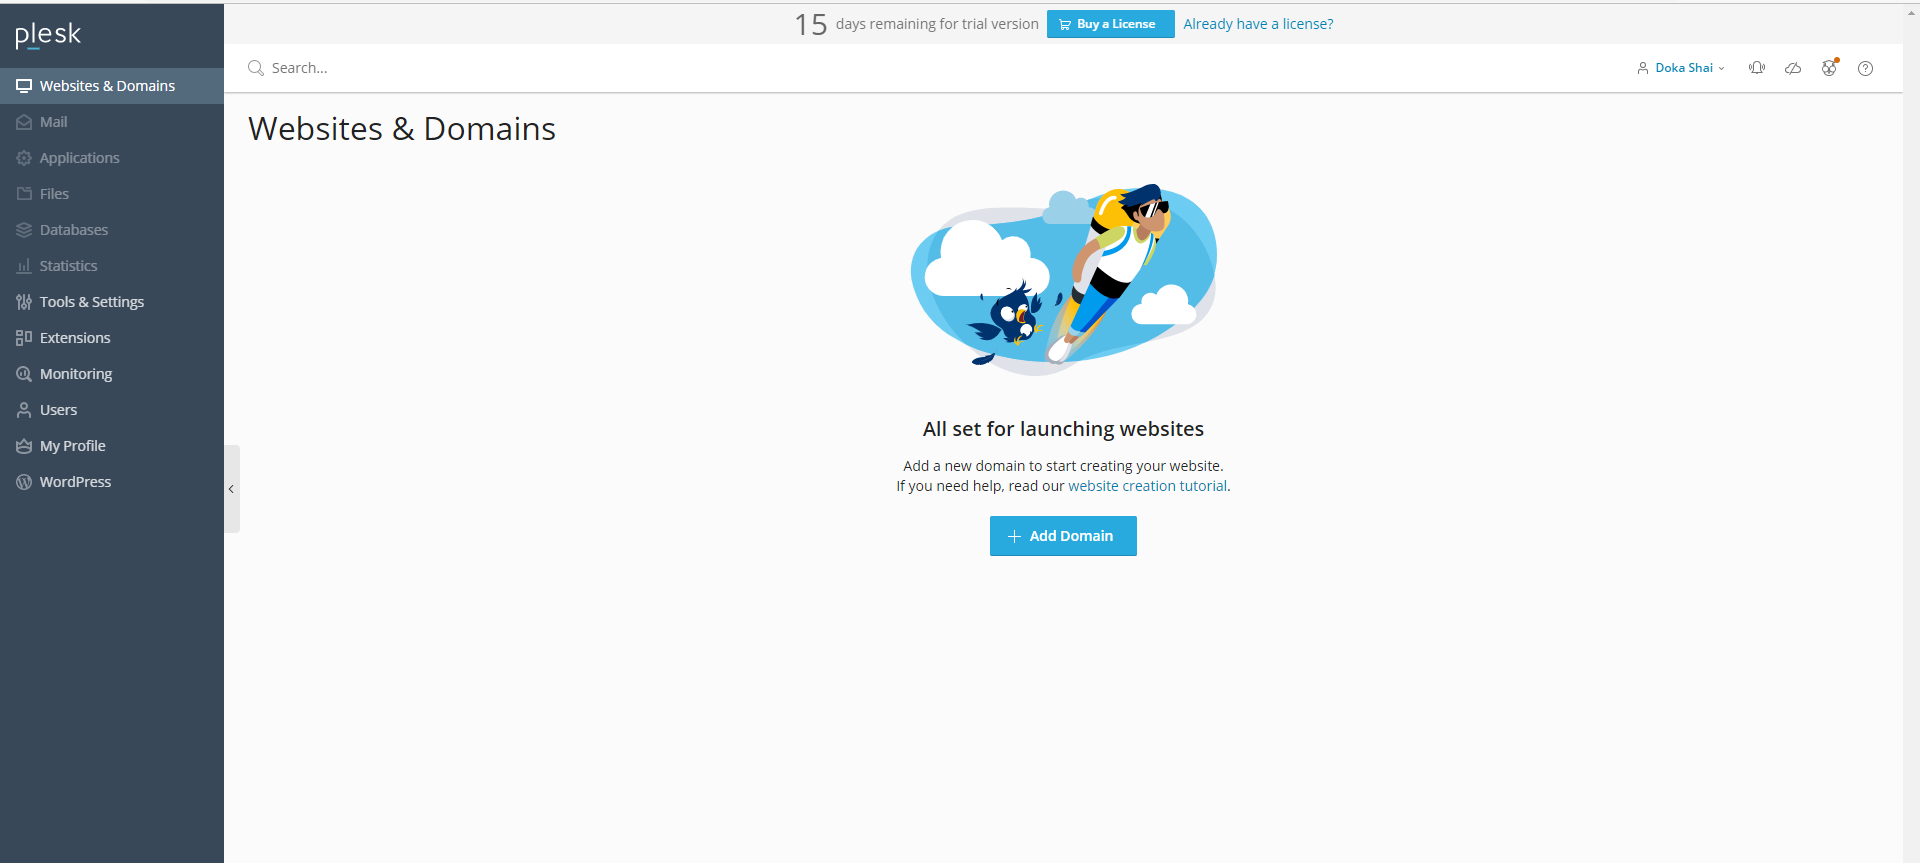 plesk
15 days remaining for trial version Buy a License Already have a license?
Search...
Doka Shai
Websites & Domains
Mail
Applications
Files
Databases
Statistics
Tools & Settings
Extensions
Monitoring
Users
My Profile
WordPress
Websites & Domains
All set for launching websites
Add a new domain to start creating your website.
If you need help, read our website creation tutorial.
Add Domain